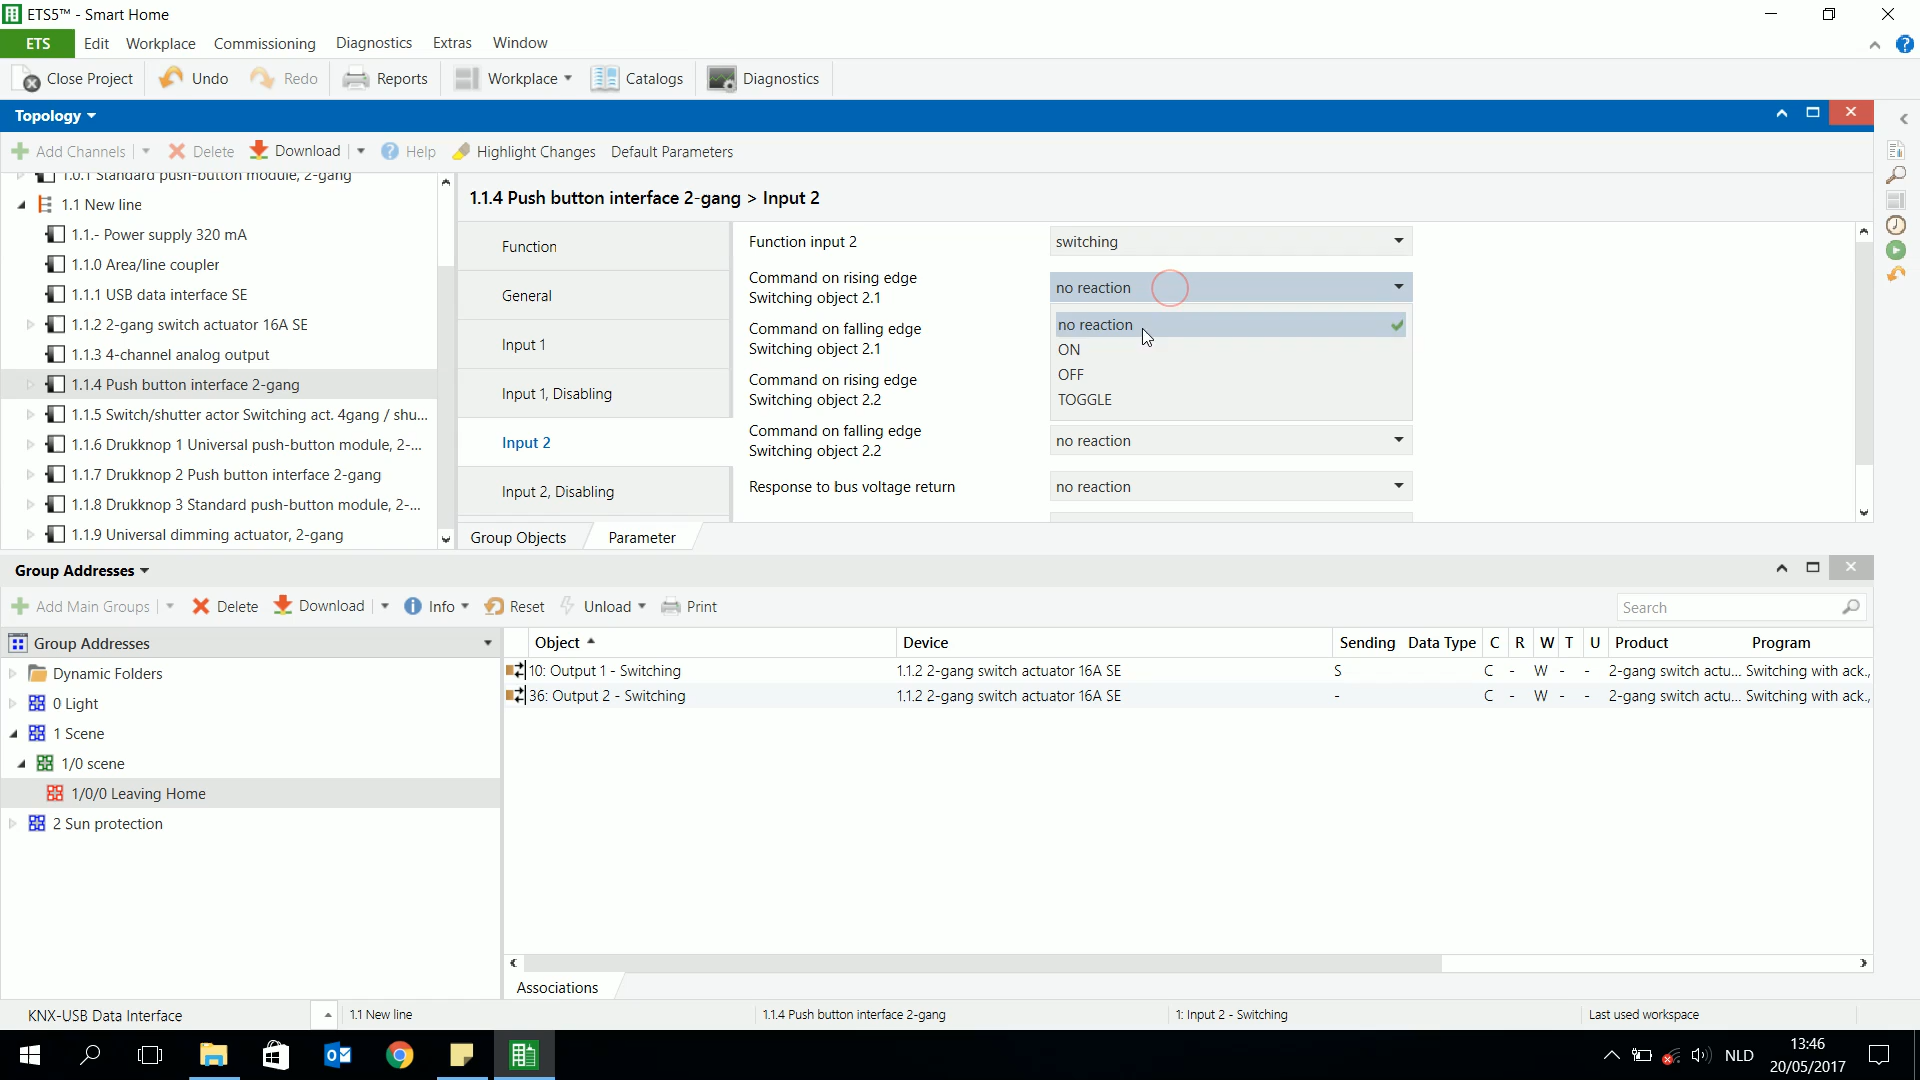 ETS5™ - Smart Home
ETS Edit Workplace Commissioning Diagnostics Extras Window
Close Project Undo Redo Reports Workplace Catalogs Diagnostics
Topology
Add Channels Delete Download Help Highlight Changes Default Parameters
1.0.1 Standard push-button module, 2-gang
1.1 New line
1.1.- Power supply 320 mA
1.1.0 Area/line coupler
1.1.1 USB data interface SE
1.1.2 2-gang switch actuator 16A SE
1.1.3 4-channel analog output
1.1.4 Push button interface 2-gang
1.1.5 Switch/shutter actor Switching act. 4gang / shu...
1.1.6 Drukknop 1 Universal push-button module, 2-...
1.1.7 Drukknop 2 Push button interface 2-gang
1.1.8 Drukknop 3 Standard push-button module, 2-...
1.1.9 Universal dimming actuator, 2-gang
1.1.4 Push button interface 2-gang > Input 2
Function
General
Input 1
Input 1, Disabling
Input 2
Input 2, Disabling
Function input 2 switching
Command on rising edge
Switching object 2.1
no reaction
no reaction
ON
OFF
TOGGLE
Command on falling edge
Switching object 2.1
Command on rising edge
Switching object 2.2
Command on falling edge
Switching object 2.2
no reaction
Response to bus voltage return no reaction
Group Objects Parameter
Group Addresses
Add Main Groups Delete Download Info Reset Unload Print Search
Group Addresses
Dynamic Folders
0 Light
1 Scene
1/0 scene
1/0/0 Leaving Home
2 Sun protection
Object Device Sending Data Type C R W T U Product Program
10: Output 1 - Switching 1.1.2 2-gang switch actuator 16A SE S C - W - - 2-gang switch actu... Switching with ack.,
36: Output 2 - Switching 1.1.2 2-gang switch actuator 16A SE - C - W - - 2-gang switch actu... Switching with ack.,
Associations
KNX-USB Data Interface 1.1 New line 1.1.4 Push button interface 2-gang 1: Input 2 - Switching Last used workspace
NLD
13:46
20/05/2017